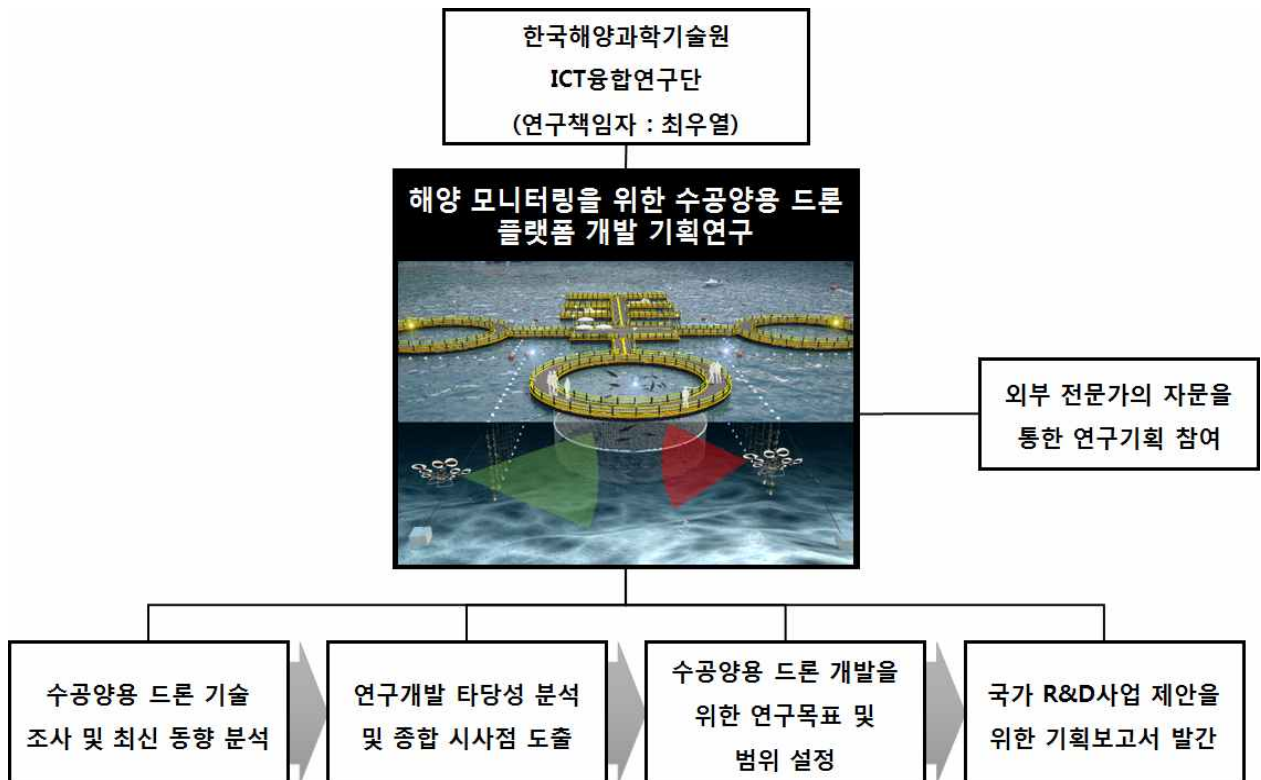 한국해양과학기술원
ICT융합연구단
(연구책임자 : 최우열)
해양 모니터링을 위한 수공양용 드론
플랫폼 개발 기획연구
외부 전문가의 자문을
통한 연구기획 참여
수공양용 드론 기술
조사 및 최신 동향 분석
연구개발 타당성 분석
및 종합 시사점 도출
수공양용 드론 개발을
위한 연구목표 및
범위 설정
국가 R&D사업 제안을
위한 기획보고서 발간